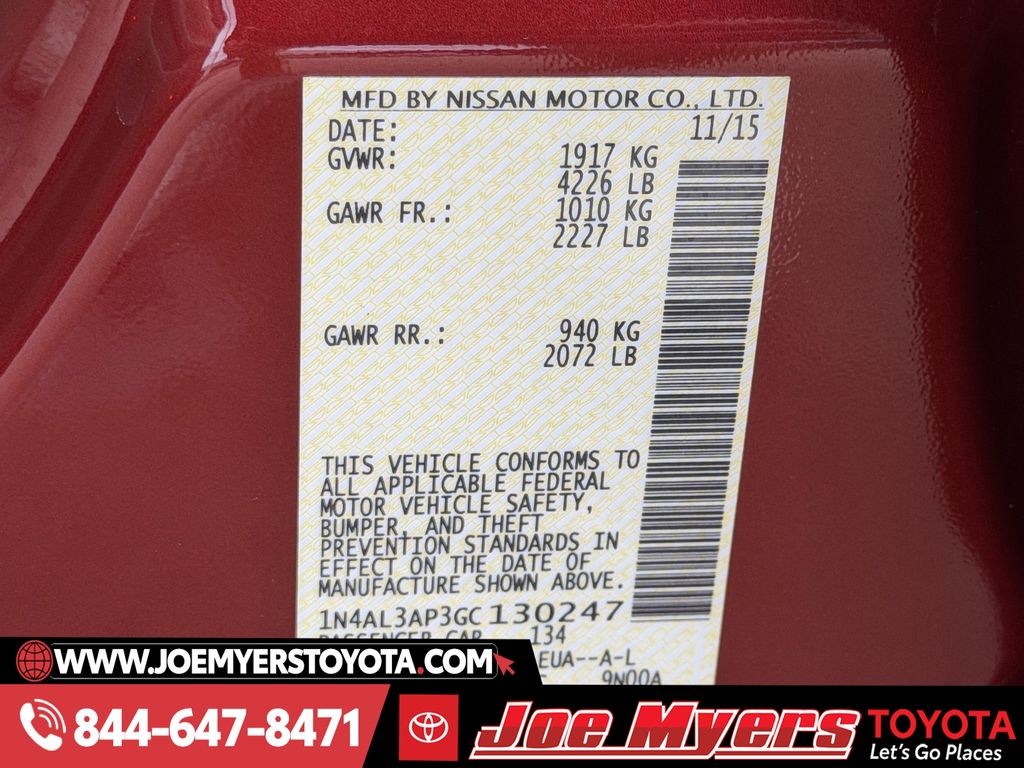 MFD BY NISSAN MOTOR CO., LTD.
DATE: 11/15
GVWR: 1917 KG
4226 LB
GAWR FR.: 1010 KG
2227 LB
GAWR RR.: 940 KG
2072 LB
THIS VEHICLE CONFORMS TO
ALL APPLICABLE FEDERAL
MOTOR VEHICLE SAFETY,
BUMPER, AND THEFT
PREVENTION STANDARDS IN
EFFECT ON THE DATE OF
MANUFACTURE SHOWN ABOVE.
1N4AL3AP3GC130247
PASSENGER CAR 134
EUA--A-L
9N00A
WWW.JOEMYERSTOYOTA.COM
844-647-8471
Joe Myers TOYOTA
Let's Go Places